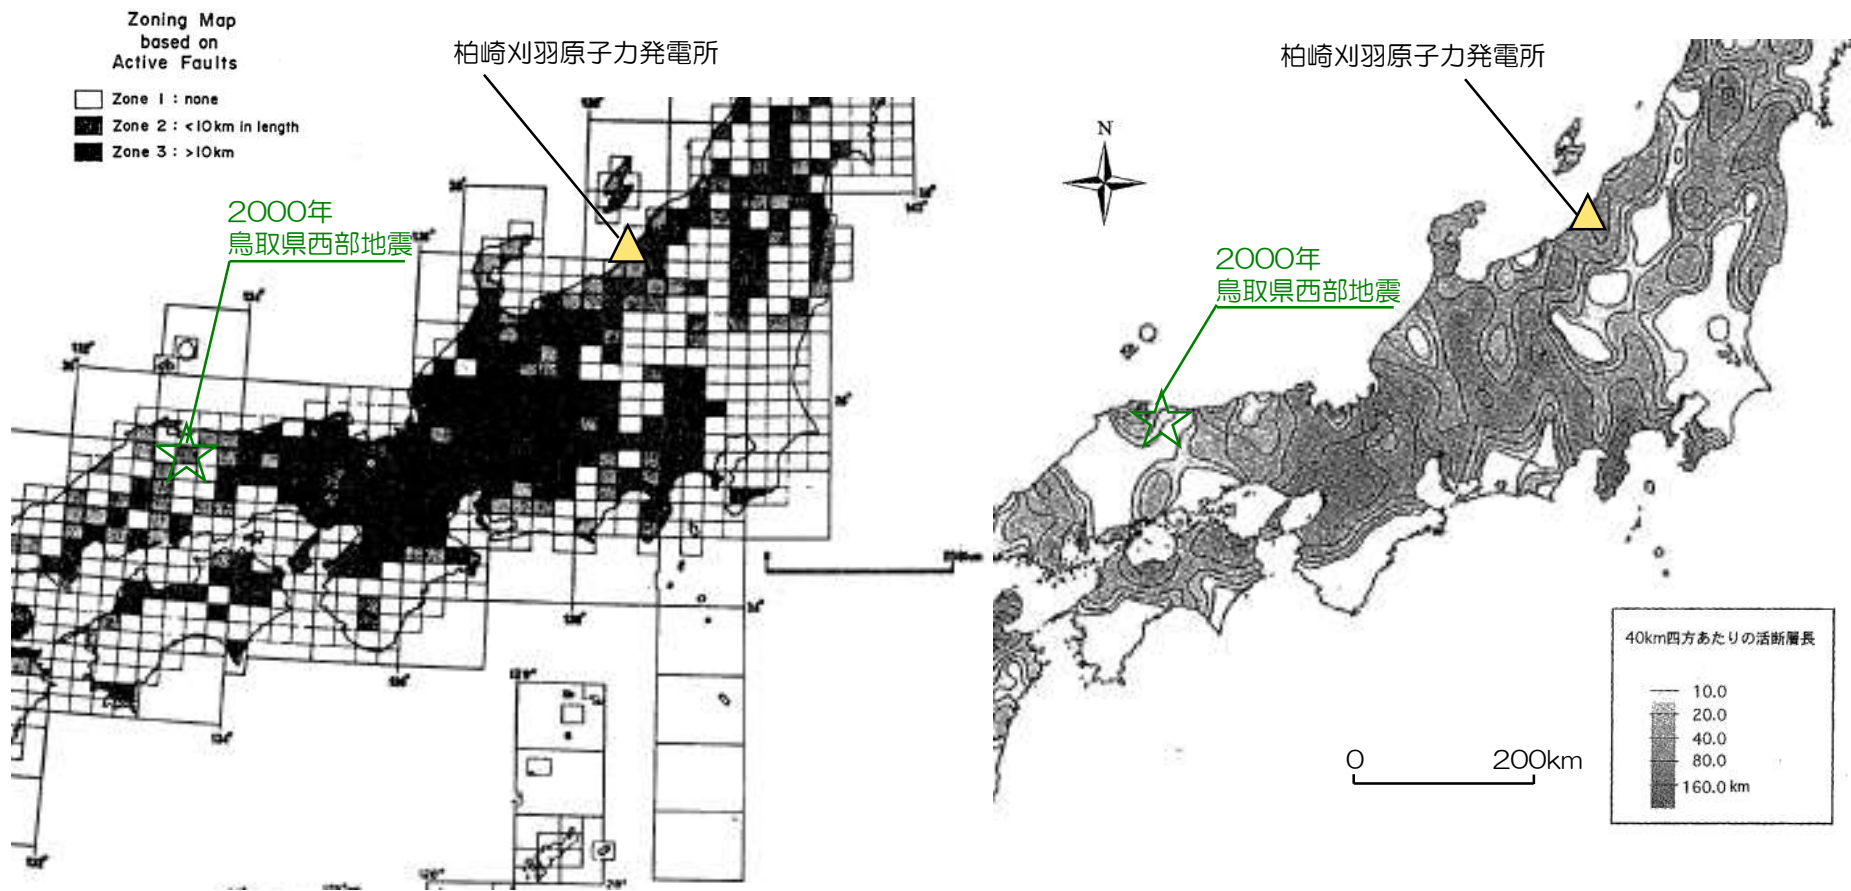 Zoning Map
based on
Active Faults
Zone 1 : none
Zone 2 : <10km in length
Zone 3 : >10km
柏崎刈羽原子力発電所
2000年
鳥取県西部地震
柏崎刈羽原子力発電所
N
2000年
鳥取県西部地震
40km四方あたりの活断層長
10.0
20.0
40.0
80.0
160.0 km
0
200km